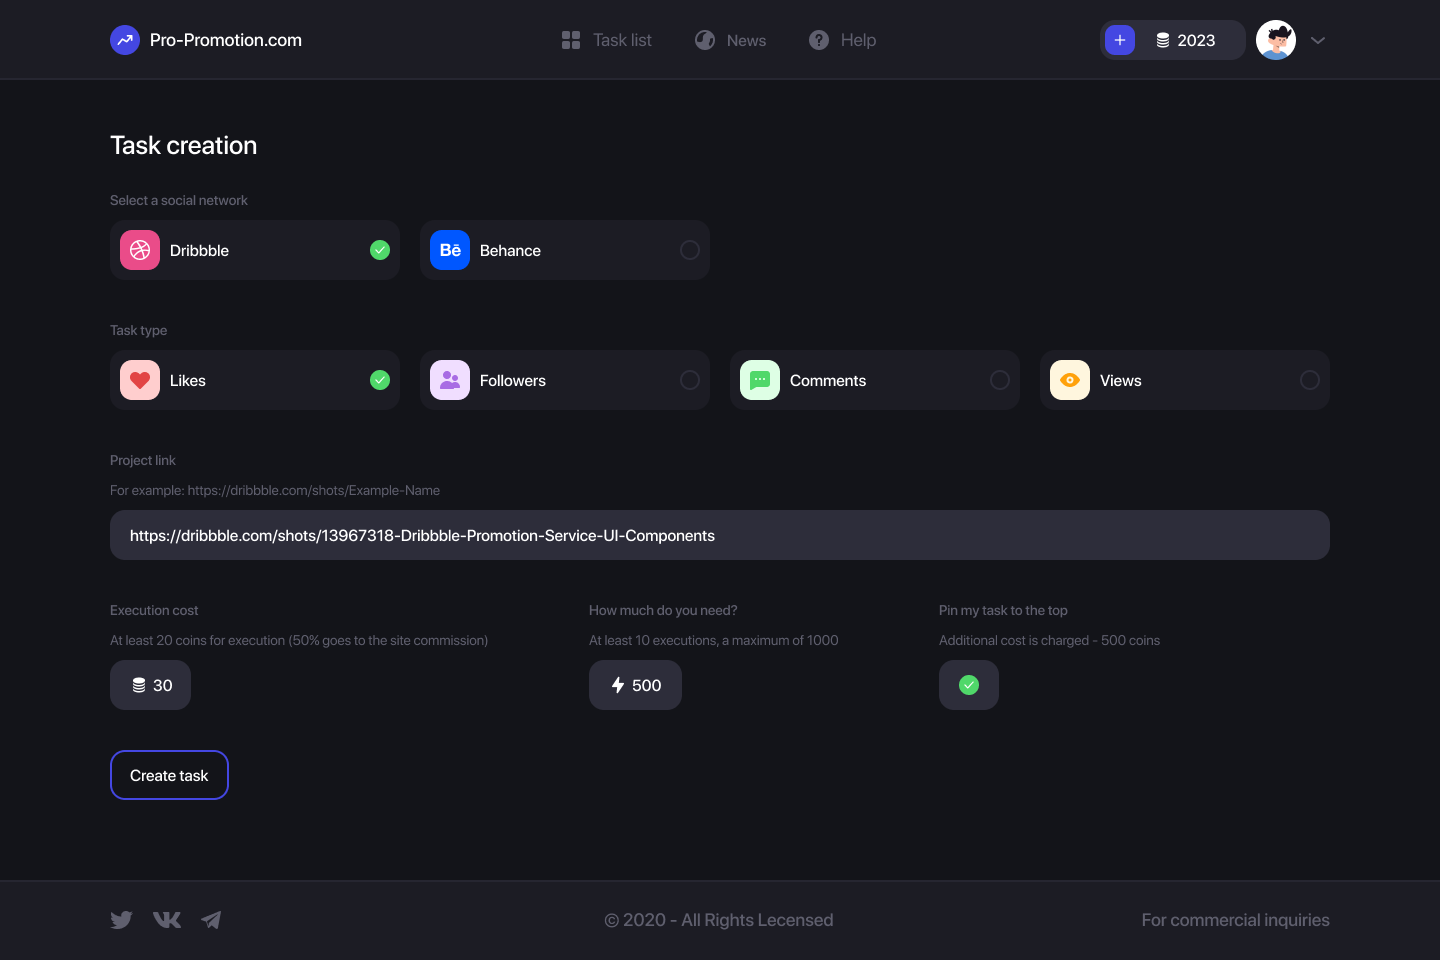 Pro-Promotion.com
Task list
News
Help
2023
Task creation
Select a social network
Dribbble
Bē
Behance
Task type
Likes
Followers
Comments
Views
Project link
For example: https://dribbble.com/shots/Example-Name
https://dribbble.com/shots/13967318-Dribbble-Promotion-Service-UI-Components
Execution cost
At least 20 coins for execution (50% goes to the site commission)
30
How much do you need?
At least 10 executions, a maximum of 1000
500
Pin my task to the top
Additional cost is charged - 500 coins
Create task
© 2020 - All Rights Lecensed
For commercial inquiries